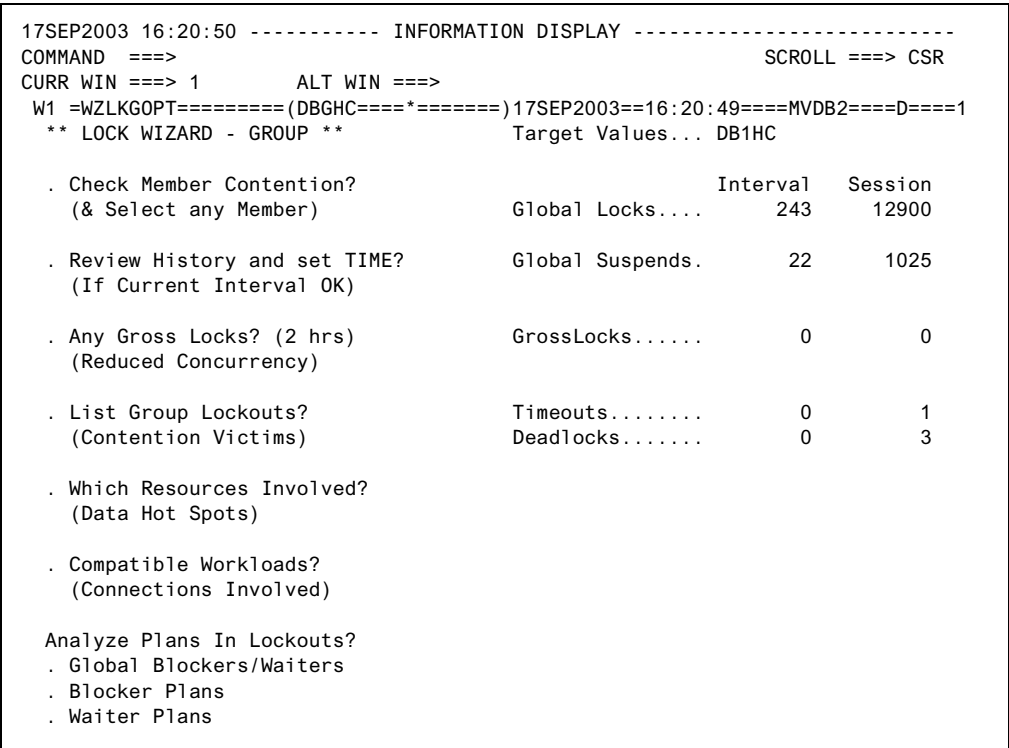 17SEP2003 16:20:50 ----------- INFORMATION DISPLAY ---------------------------
COMMAND  ===>                                                 SCROLL ===> CSR
CURR WIN ===> 1        ALT WIN ===>
 W1 =WZLKGOPT=========(DBGHC====*=======)17SEP2003==16:20:49====MVDB2====D====1
  ** LOCK WIZARD - GROUP **              Target Values... DB1HC
  . Check Member Contention?                              Interval   Session
    (& Select any Member)                Global Locks....      243     12900
  . Review History and set TIME?         Global Suspends.       22      1025
    (If Current Interval OK)
  . Any Gross Locks? (2 hrs)             GrossLocks......        0         0
    (Reduced Concurrency)
  . List Group Lockouts?                 Timeouts........        0         1
    (Contention Victims)                 Deadlocks.......        0         3
  . Which Resources Involved?
    (Data Hot Spots)
  . Compatible Workloads?
    (Connections Involved)
  Analyze Plans In Lockouts?
  . Global Blockers/Waiters
  . Blocker Plans
  . Waiter Plans